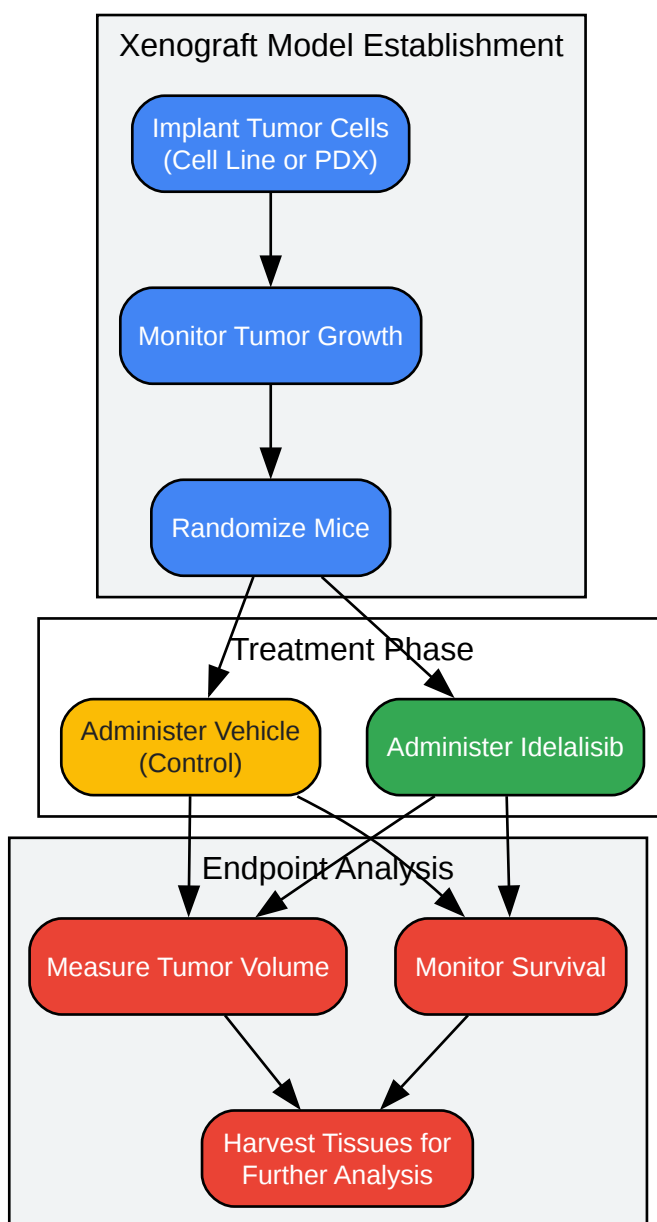 Xenograft Model Establishment
Implant Tumor Cells
(Cell Line or PDX)
Monitor Tumor Growth
Randomize Mice
Treatment Phase
Administer Vehicle
(Control)
Administer Idelalisib
Endpoint Analysis
Measure Tumor Volume
Monitor Survival
Harvest Tissues for
Further Analysis